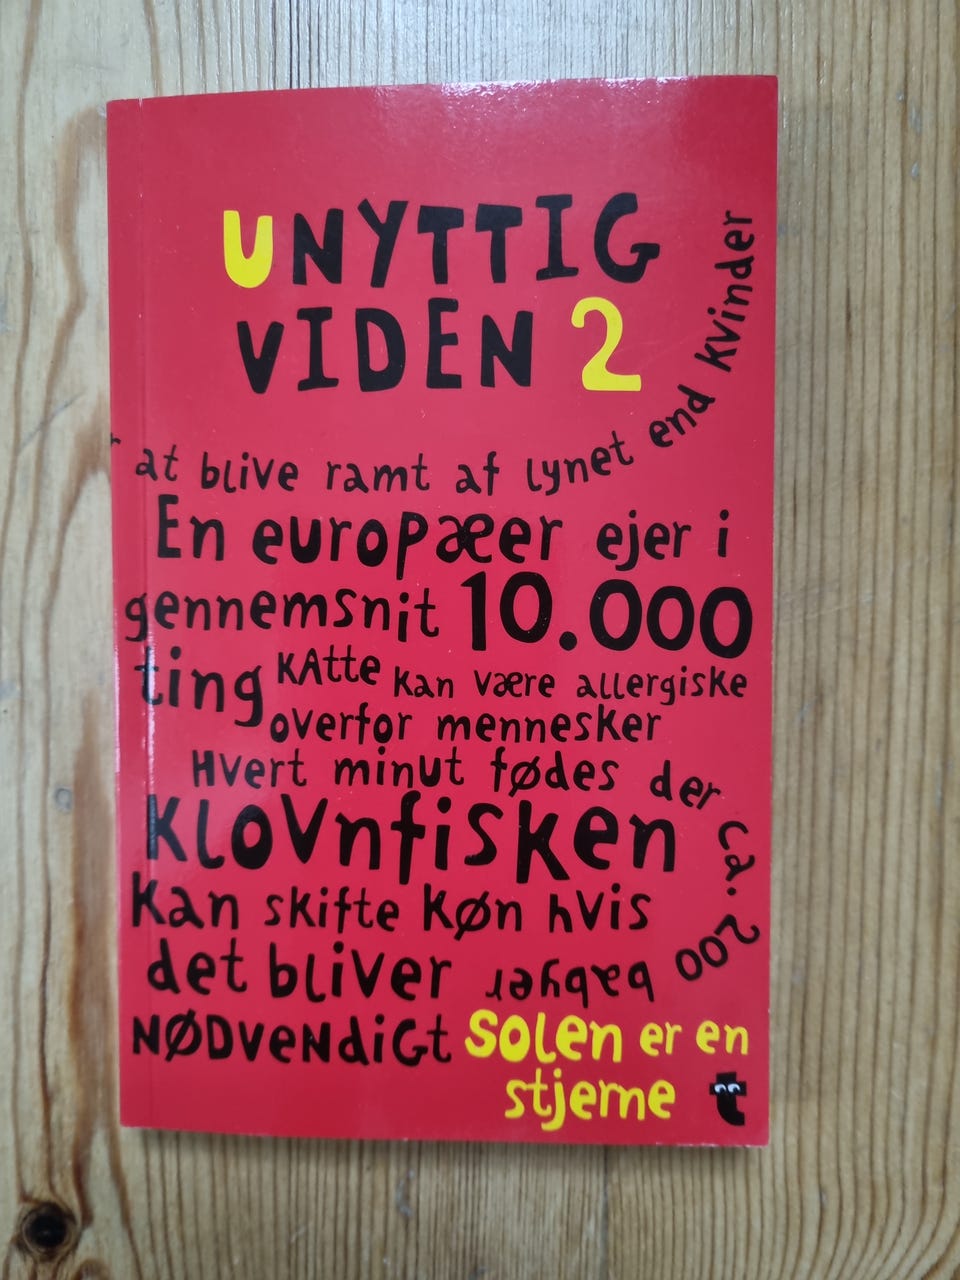 UNYTTIG
VIDEN 2
r at blive ramt af lynet end kvinder
En europæer ejer i
gennemsnit 10.000
ting KAtte kan være allergiske
overfor mennesker
Hvert minut fødes der ca. 200 babyer
Klovnfisken
kan skifte køn hvis
det bliver
NØDVENDIGT SOLEN er en
stjerne
t